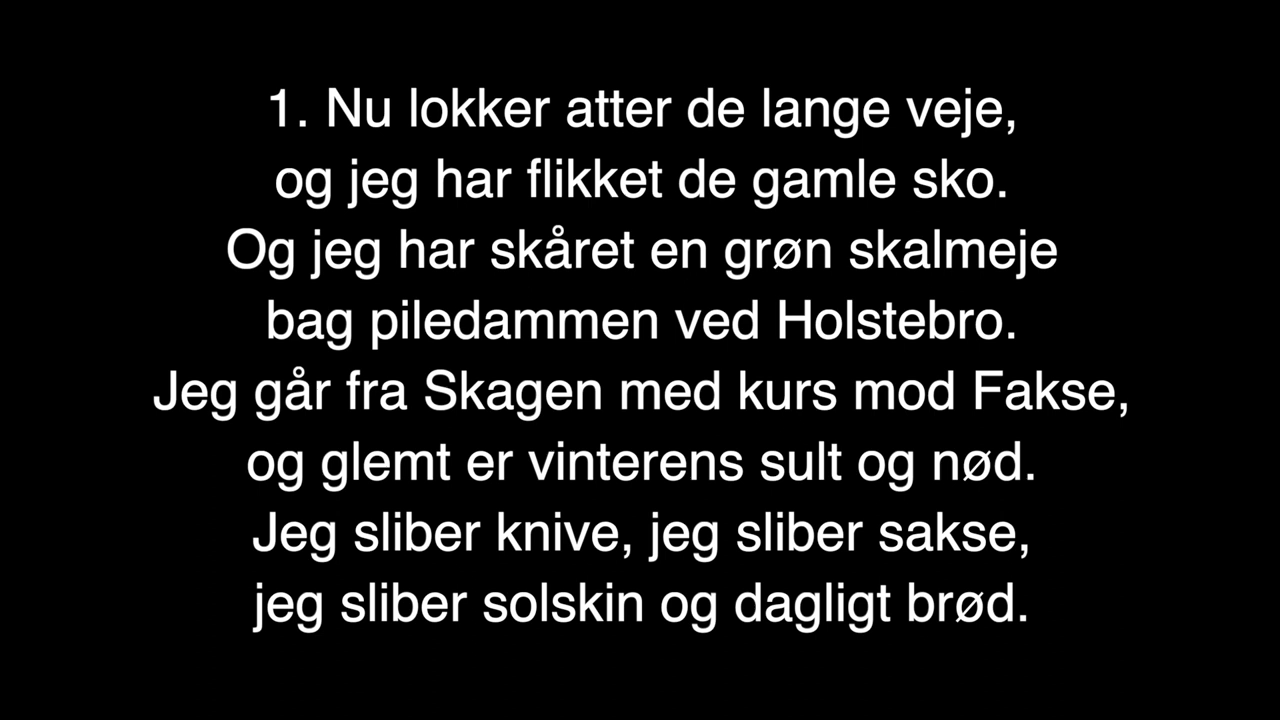 1. Nu lokker atter de lange veje,
og jeg har flikket de gamle sko.
Og jeg har skåret en grøn skalmeje
bag piledammen ved Holstebro.
Jeg går fra Skagen med kurs mod Fakse,
og glemt er vinterens sult og nød.
Jeg sliber knive, jeg sliber sakse,
jeg sliber solskin og dagligt brød.